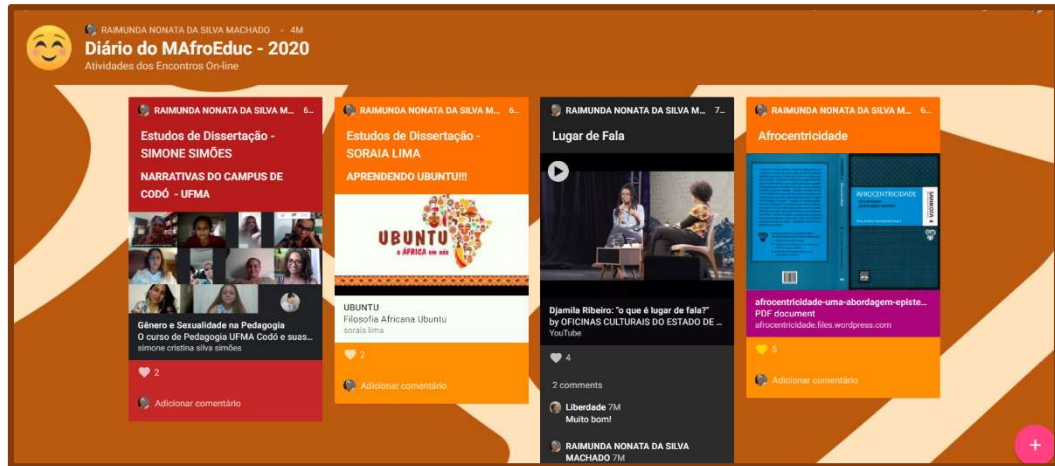 RAIMUNDA NONATA DA SILVA MACHADO - 4M
Diário do MAfroEduc - 2020
Atividades dos Encontros On-line
RAIMUNDA NONATA DA SILVA M... 6...
Estudos de Dissertação -
SIMONE SIMÕES
NARRATIVAS DO CAMPUS DE
CODÓ - UFMA
Gênero e Sexualidade na Pedagogia
O curso de Pedagogia UFMA Codó e suas...
simone cristina silva simões
2
Adicionar comentário
RAIMUNDA NONATA DA SILVA M... 6...
Estudos de Dissertação -
SORAIA LIMA
APRENDENDO UBUNTU!!!
UBUNTU
a ÁFRICA em nós
UBUNTU
Filosofia Africana Ubuntu
soraia lima
2
Adicionar comentário
RAIMUNDA NONATA DA SILVA M... 7...
Lugar de Fala
Djamila Ribeiro: "o que é lugar de fala?"
by OFICINAS CULTURAIS DO ESTADO DE ...
YouTube
4
2 comments
Liberdade 7M
Muito bom!
RAIMUNDA NONATA DA SILVA
MACHADO 7M
RAIMUNDA NONATA DA SILVA M... 6...
Afrocentricidade
AFROCENTRICIDADE
SANKOFA 4
afrocentricidade-uma-abordagem-episte...
PDF document
afrocentricidade.files.wordpress.com
5
Adicionar comentário
+